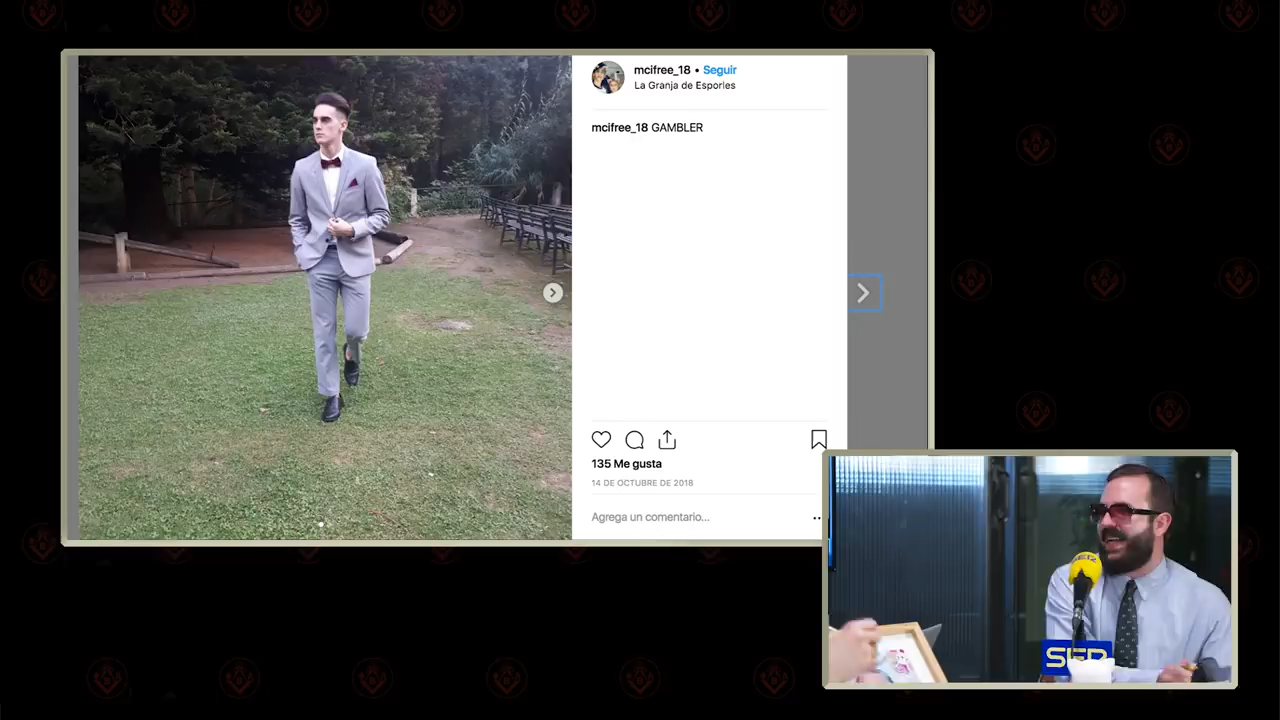 mcifree_18 • Seguir
La Granja de Esporles
mcifree_18 GAMBLER
135 Me gusta
14 DE OCTUBRE DE 2018
Agrega un comentario...
SER
SER